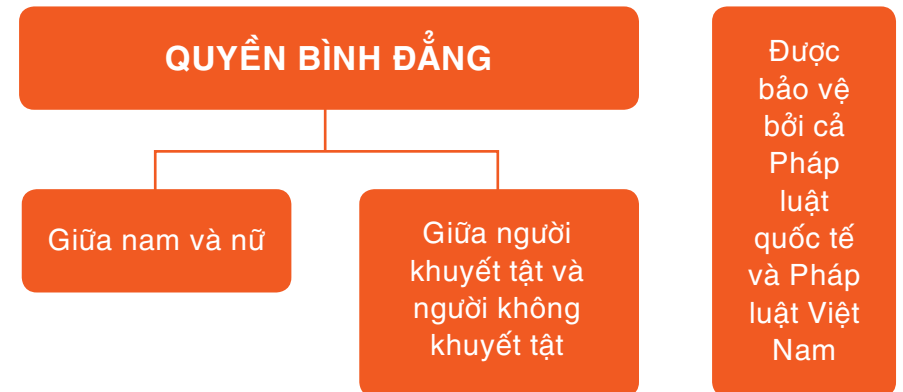 QUYỀN BÌNH ĐẲNG
Giữa nam và nữ
Giữa người
khuyết tật và
người không
khuyết tật
Được
bảo vệ
bởi cả
Pháp
luật
quốc tế
và Pháp
luật Việt
Nam